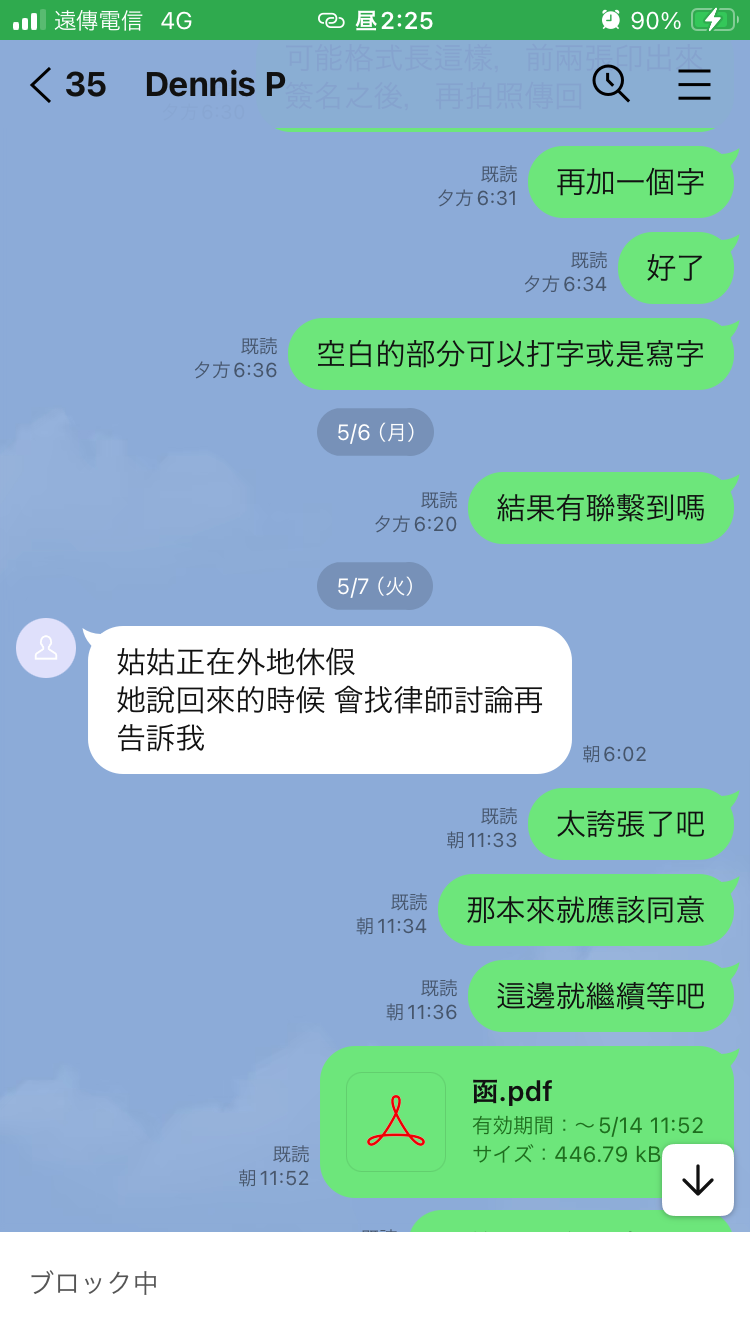 遠傳電信 4G 昼2:25 90%
可能格式長這樣，前兩張印出來
35 Dennis P
簽名之後，再拍照傳回
夕方6:30
既読
夕方6:31
再加一個字
既読
夕方6:34
好了
既読
夕方6:36
空白的部分可以打字或是寫字
5/6（月）
既読
夕方6:20
結果有聯繫到嗎
5/7（火）
姑姑正在外地休假
她說回來的時候 會找律師討論再
告訴我
朝6:02
既読
朝11:33
太誇張了吧
既読
朝11:34
那本來就應該同意
既読
朝11:36
這邊就繼續等吧
函.pdf
有効期間：～5/14 11:52
サイズ：446.79 kB
既読
朝11:52
ブロック中